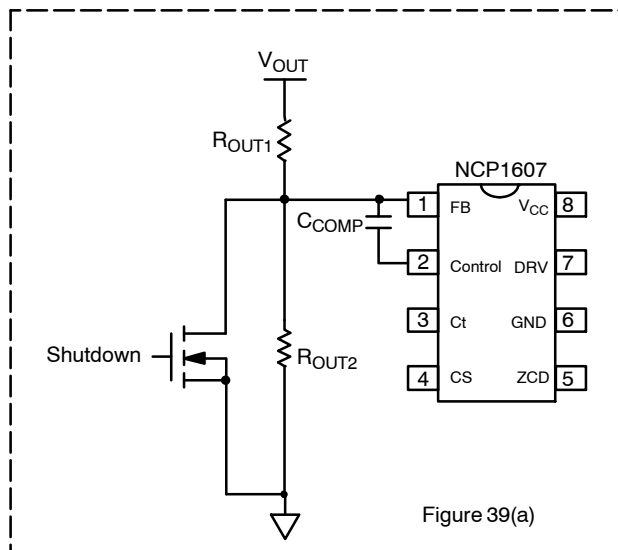 VOUT
ROUT1
NCP1607
1 FB VCC 8
CCOMP
2 Control DRV 7
3 Ct GND 6
Shutdown
ROUT2
4 CS ZCD 5
Figure 39(a)